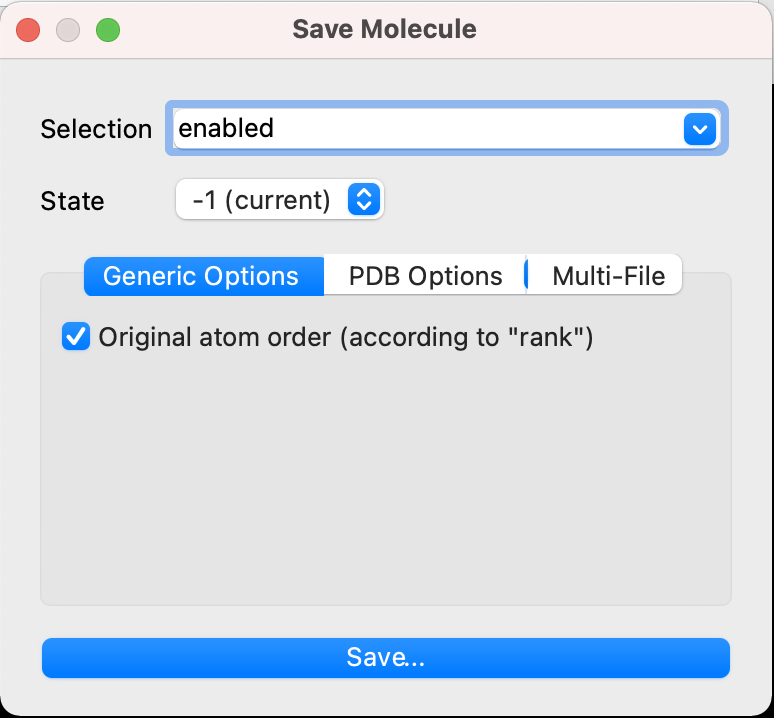 Save Molecule
Selection enabled
State -1 (current)
Generic Options PDB Options Multi-File
Original atom order (according to "rank")
Save...